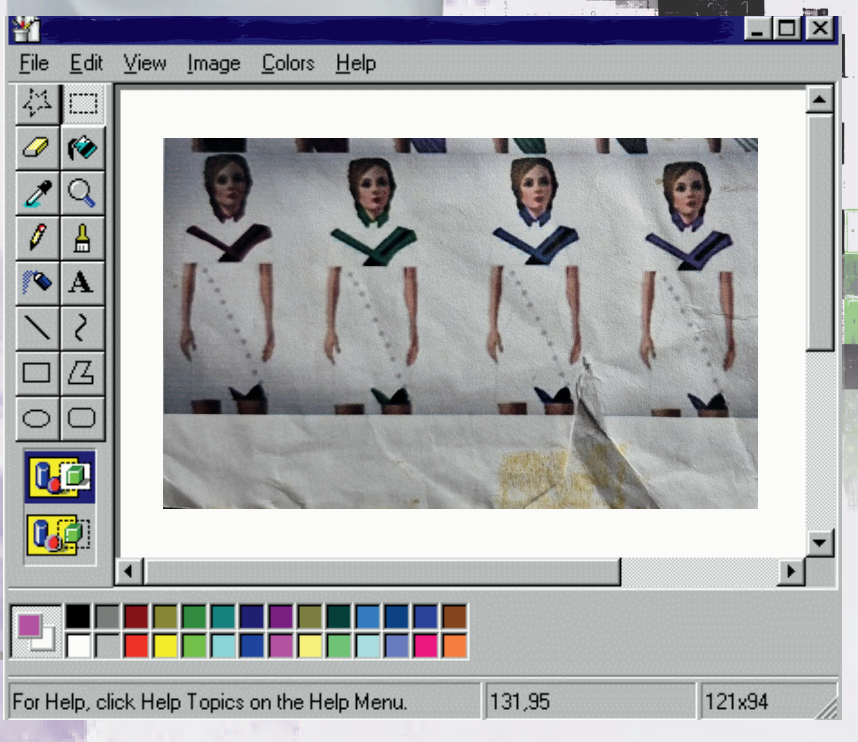 File Edit View Image Colors Help
A
For Help, click Help Topics on the Help Menu. 131,95 121x94